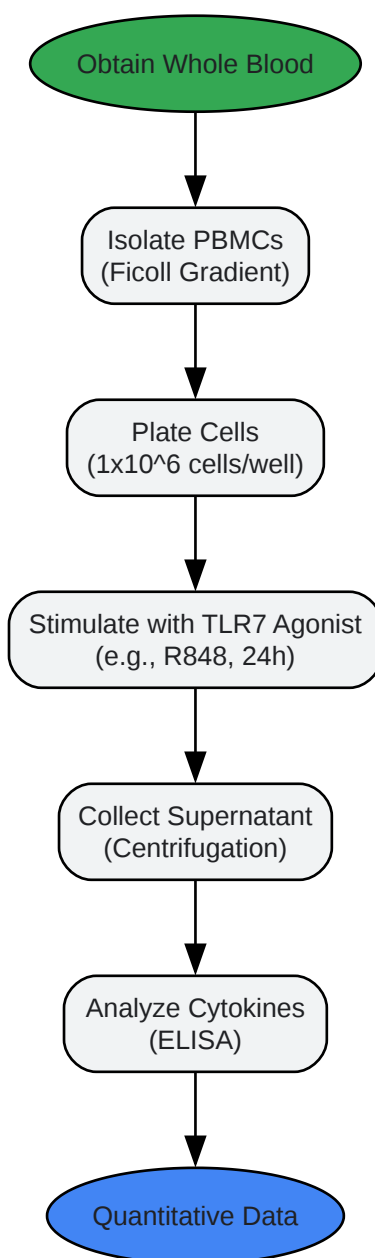 Obtain Whole Blood
Isolate PBMCs
(Ficoll Gradient)
Plate Cells
(1x10^6 cells/well)
Stimulate with TLR7 Agonist
(e.g., R848, 24h)
Collect Supernatant
(Centrifugation)
Analyze Cytokines
(ELISA)
Quantitative Data